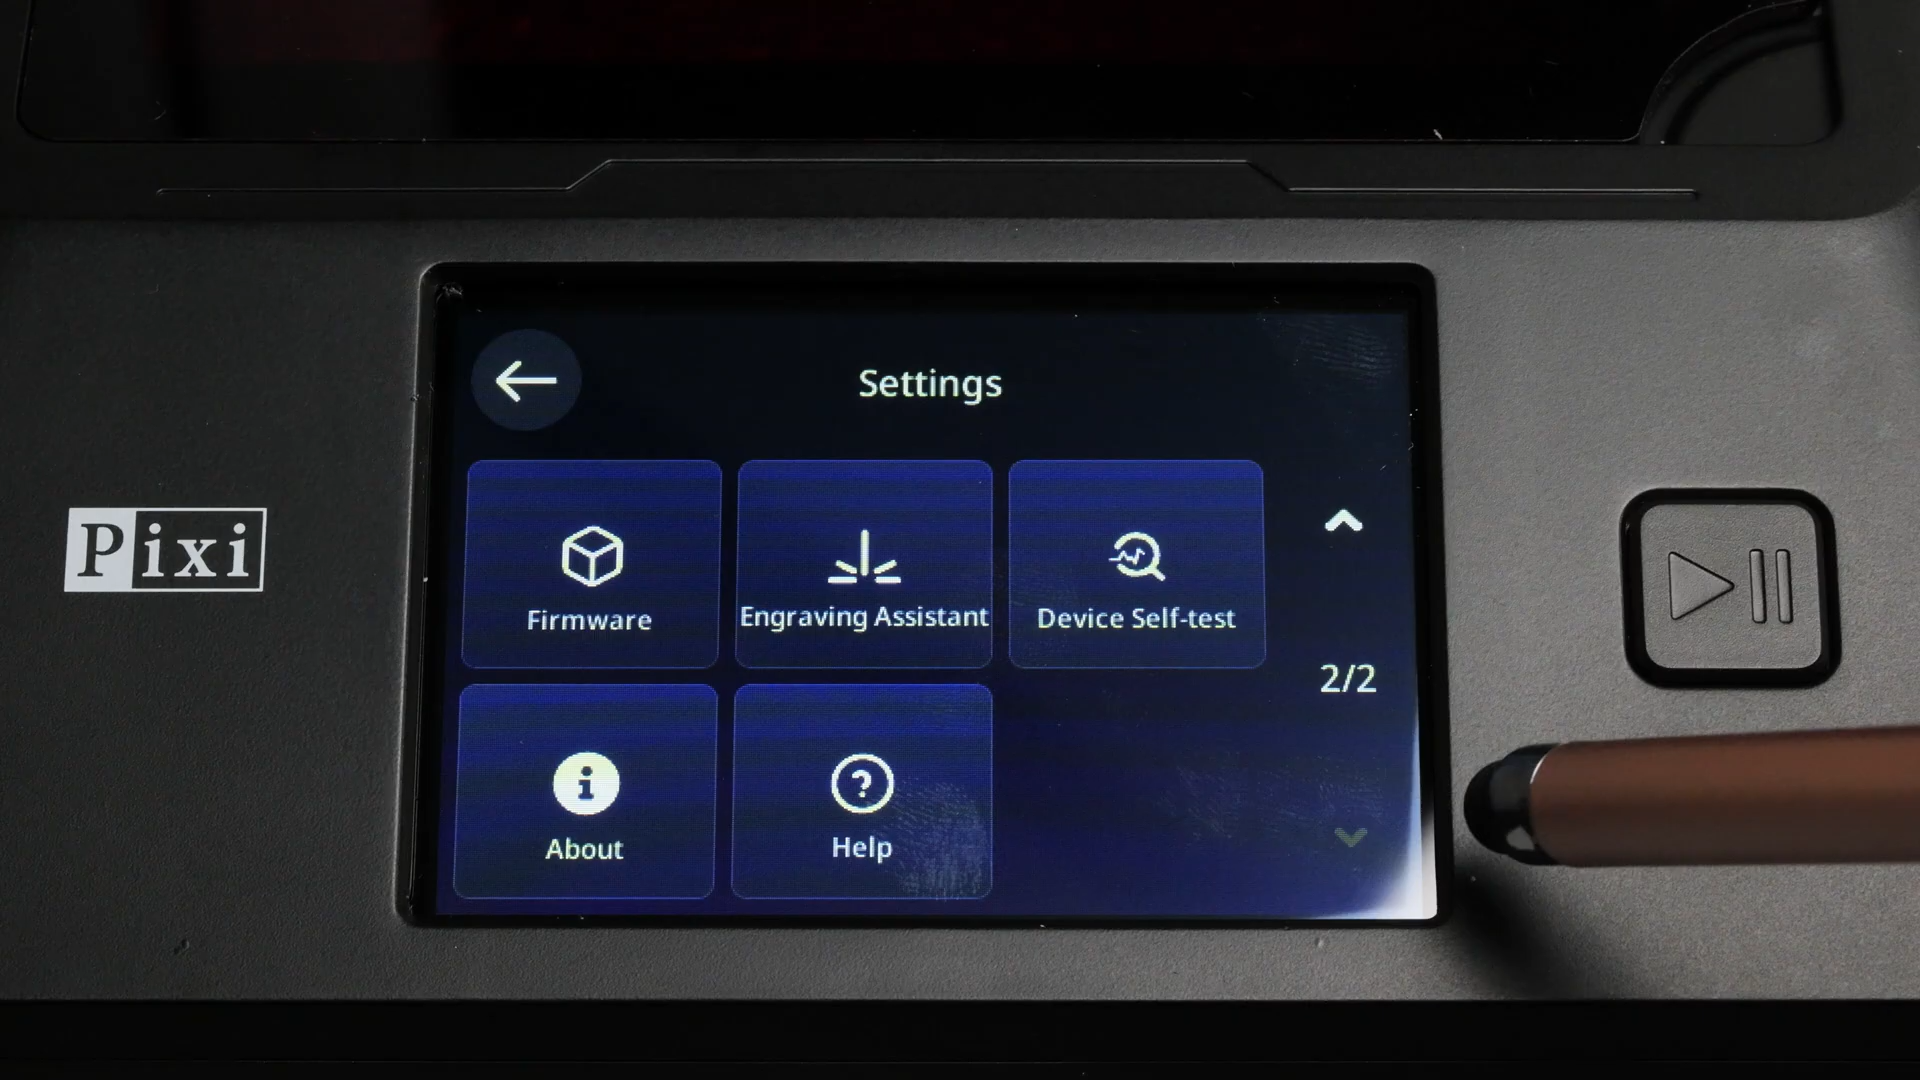 Settings
Firmware
Engraving Assistant
Device Self-test
Pixi
2/2
About
Help